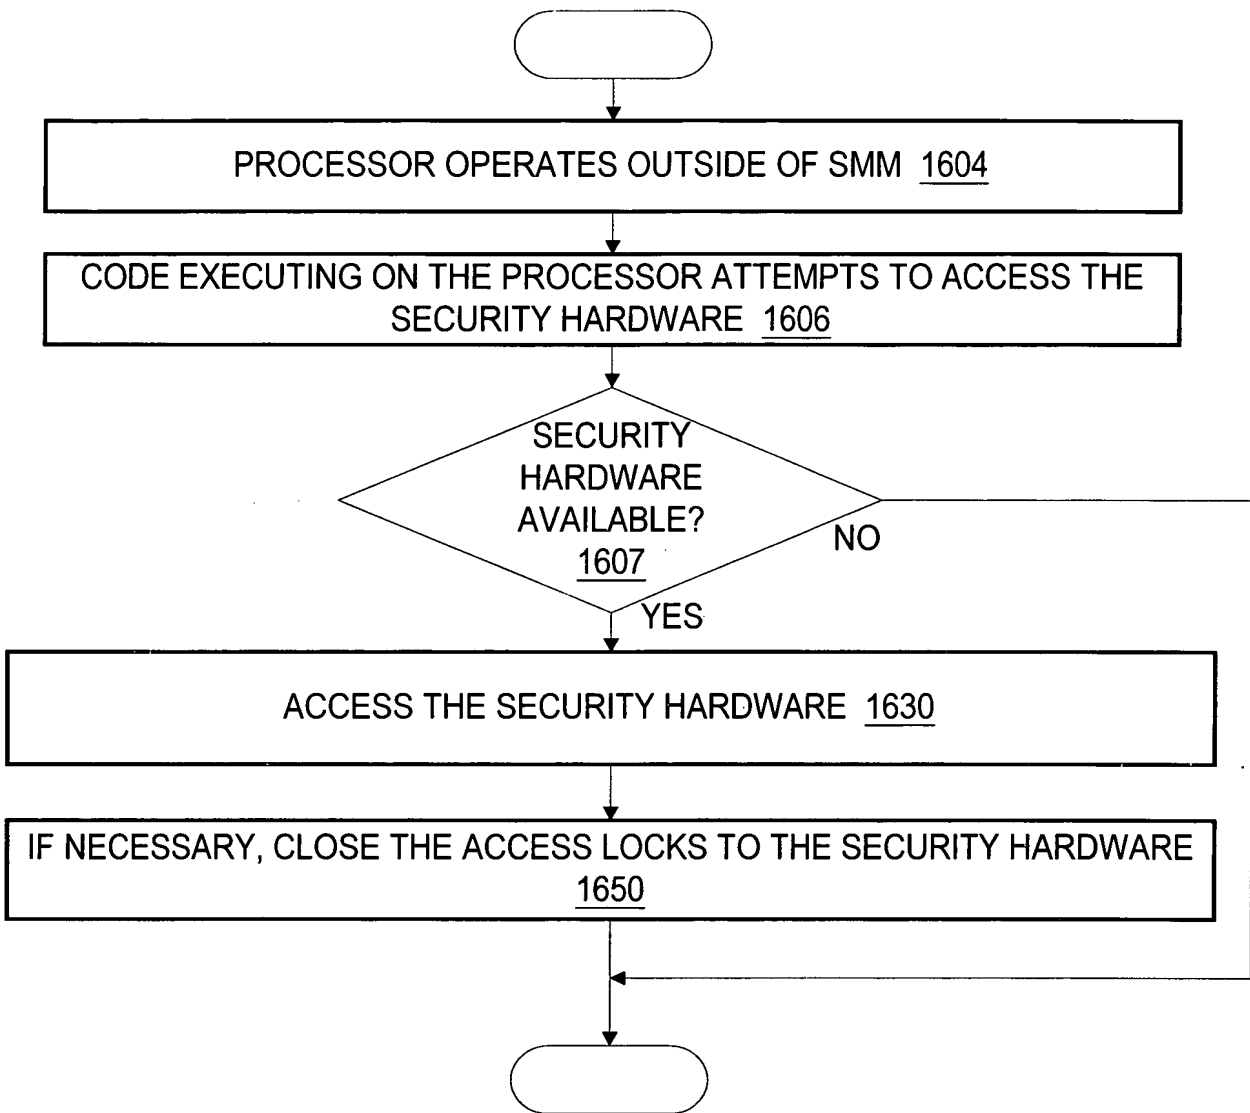 PROCESSOR OPERATES OUTSIDE OF SMM 1604
CODE EXECUTING ON THE PROCESSOR ATTEMPTS TO ACCESS THE
SECURITY HARDWARE 1606
SECURITY
HARDWARE
AVAILABLE?
1607
NO
YES
ACCESS THE SECURITY HARDWARE 1630
IF NECESSARY, CLOSE THE ACCESS LOCKS TO THE SECURITY HARDWARE
1650